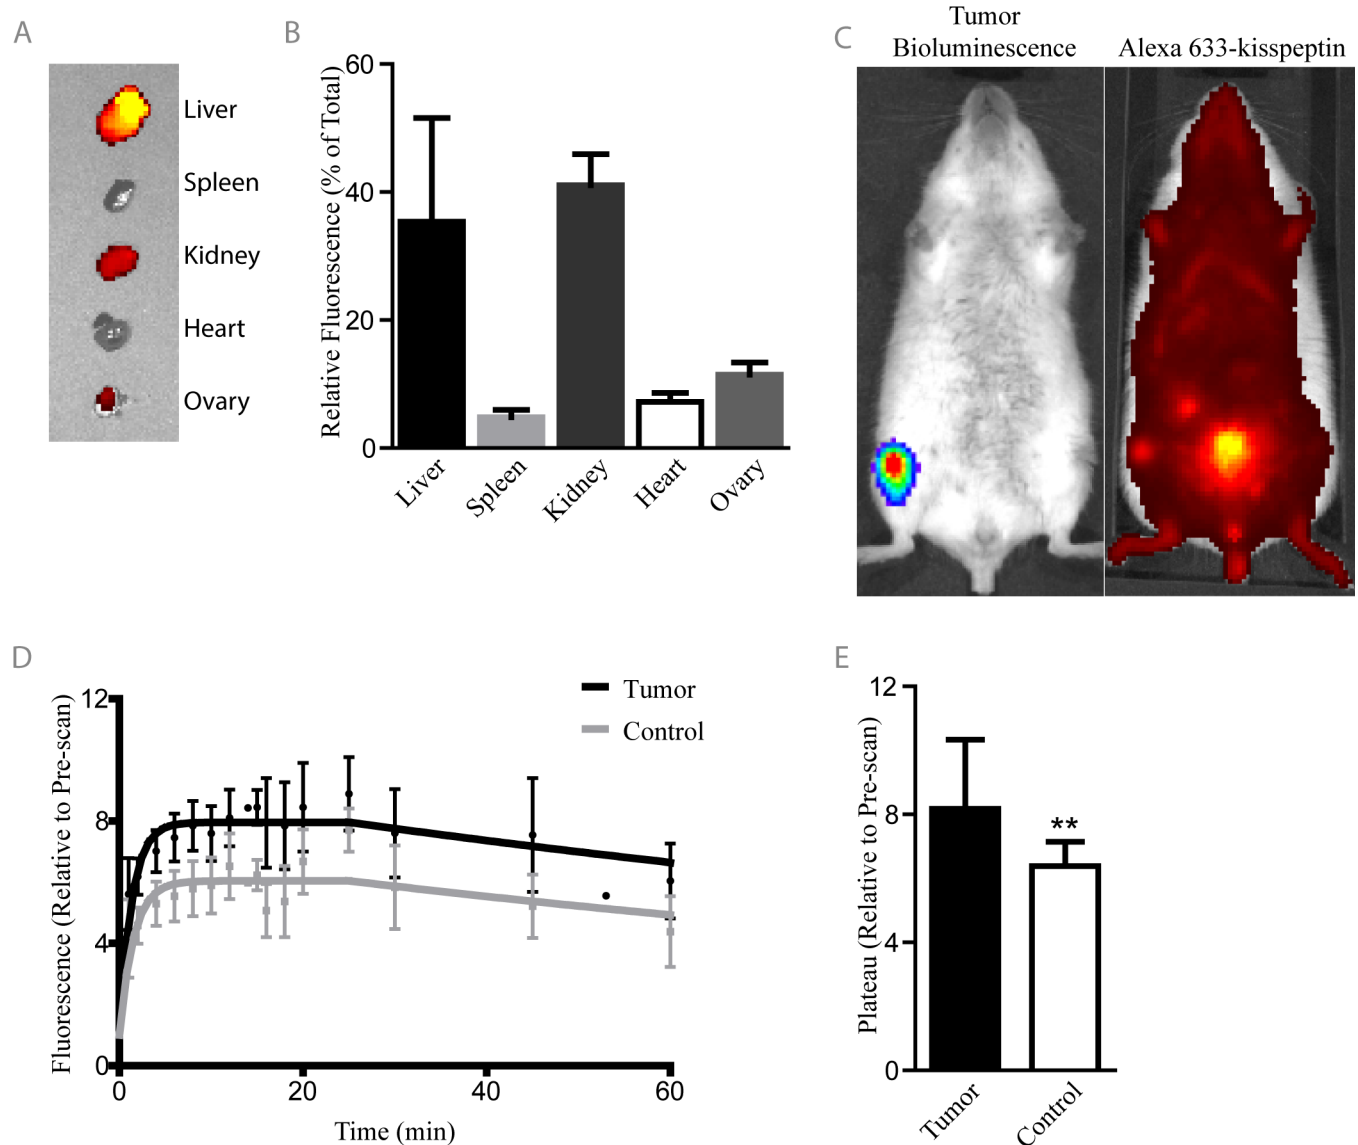 A
Liver
Spleen
Kidney
Heart
Ovary
B
Relative Fluorescence (% of Total)
60
40
20
0
Liver
Spleen
Kidney
Heart
Ovary
C
Tumor
Bioluminescence
Alexa 633-kisspeptin
D
Fluorescence (Relative to Pre-scan)
12
8
4
0
0
20
40
60
Time (min)
Tumor
Control
E
Plateau (Relative to Pre-scan)
12
8
4
0
**
Tumor
Control